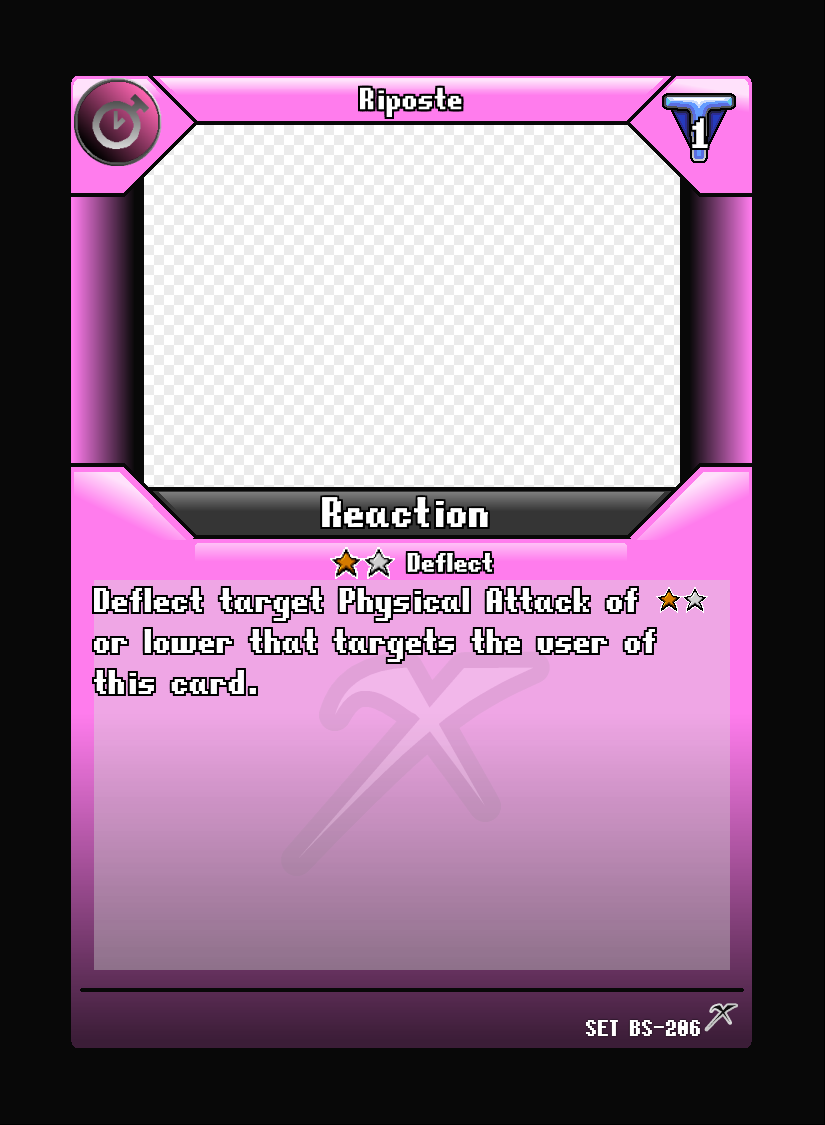 Riposte
1
Reaction
Deflect
Deflect target Physical Attack of
or lower that targets the user of
this card.
SET BS-206